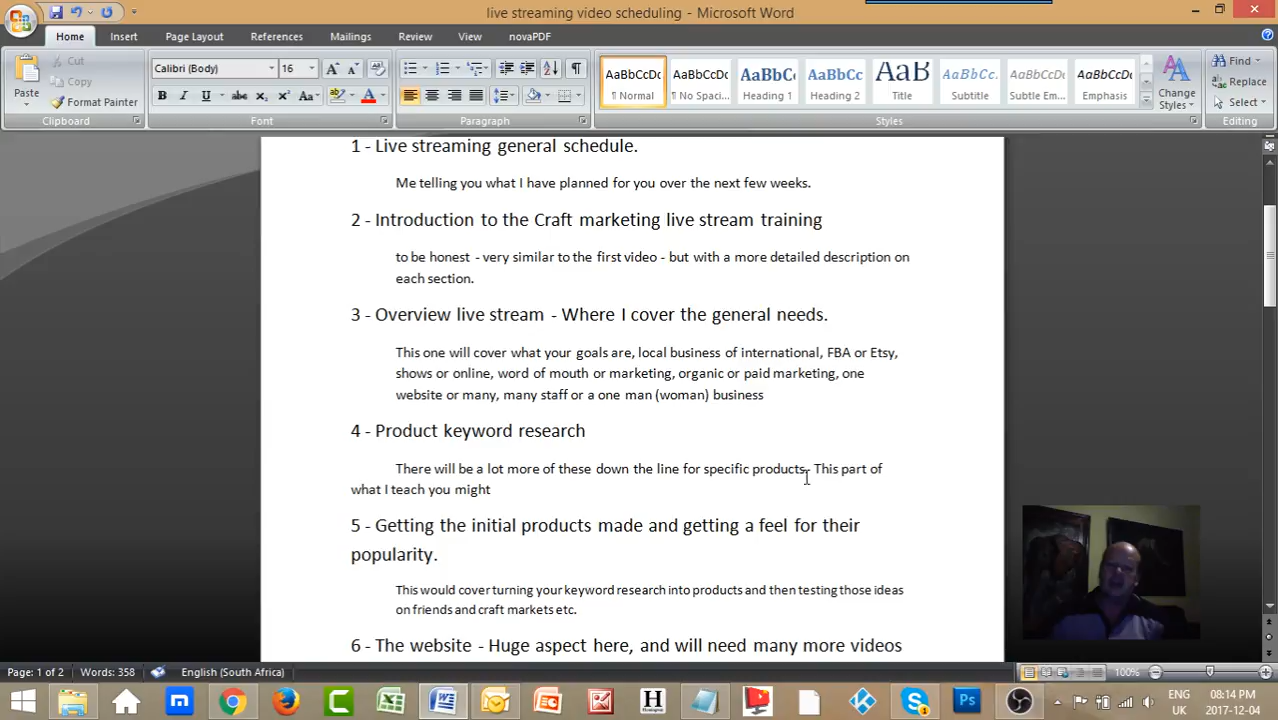 live streaming video scheduling - Microsoft Word
Home Insert Page Layout References Mailings Review View novaPDF
Paste Cut Copy Format Painter
Clipboard
Calibri (Body) 16
Font
Paragraph
AaBbCcDc AaBbCcDc AaBbC AaBbCc AaB AaBbCc. AaBbCcDc AaBbCcDc
¶ Normal ¶ No Spaci... Heading 1 Heading 2 Title Subtitle Subtle Em... Emphasis
Change Styles
Styles
Find
Replace
Select
Editing
1 - Live streaming general schedule.
Me telling you what I have planned for you over the next few weeks.
2 - Introduction to the Craft marketing live stream training
to be honest - very similar to the first video - but with a more detailed description on
each section.
3 - Overview live stream - Where I cover the general needs.
This one will cover what your goals are, local business of international, FBA or Etsy,
shows or online, word of mouth or marketing, organic or paid marketing, one
website or many, many staff or a one man (woman) business
4 - Product keyword research
There will be a lot more of these down the line for specific products. This part of
what I teach you might
5 - Getting the initial products made and getting a feel for their
popularity.
This would cover turning your keyword research into products and then testing those ideas
on friends and craft markets etc.
6 - The website - Huge aspect here, and will need many more videos
Page: 1 of 2 Words: 358 English (South Africa) 100%
ENG 08:14 PM
UK 2017-12-04